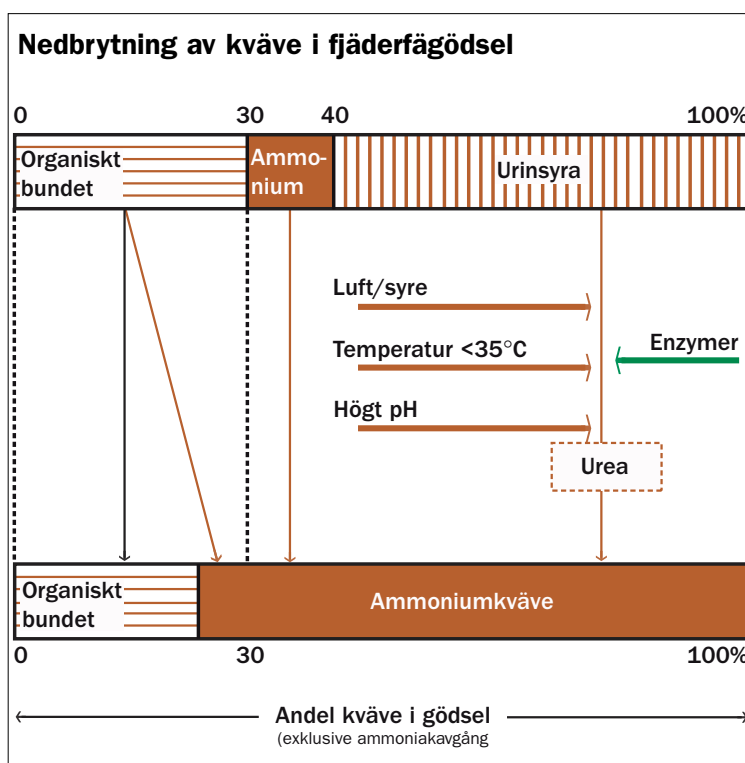 Nedbrytning av kväve i fjäderfägödsel
0 30 40 100%
Organiskt
bundet
Ammo-
nium
Urinsyra
Luft/syre
Temperatur <35°C
Enzymer
Högt pH
Urea
Organiskt
bundet
Ammoniumkväve
0 30 100%
Andel kväve i gödsel
(exklusive ammoniakavgång